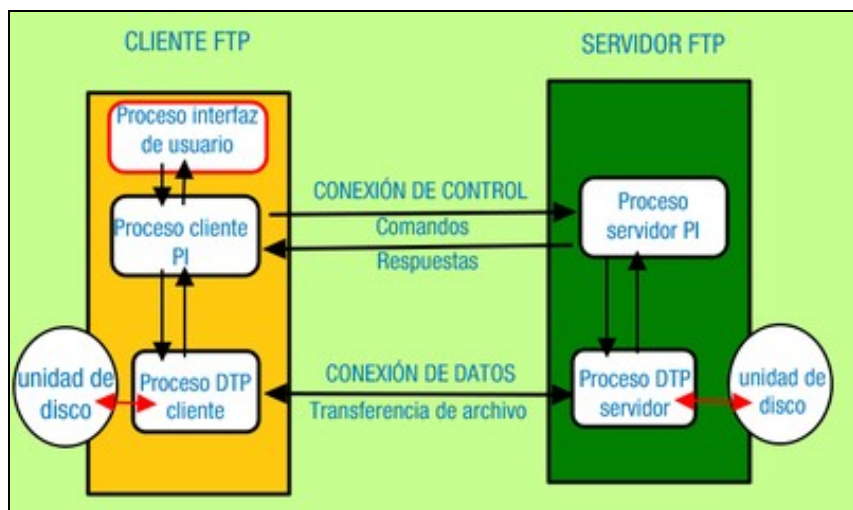 CLIENTE FTP
SERVIDOR FTP
Proceso interfaz
de usuario
Proceso cliente
PI
CONEXIÓN DE CONTROL
Comandos
Respuestas
Proceso
servidor PI
unidad de
disco
Proceso DTP
cliente
CONEXIÓN DE DATOS
Transferencia de archivo
Proceso DTP
servidor
unidad de
disco